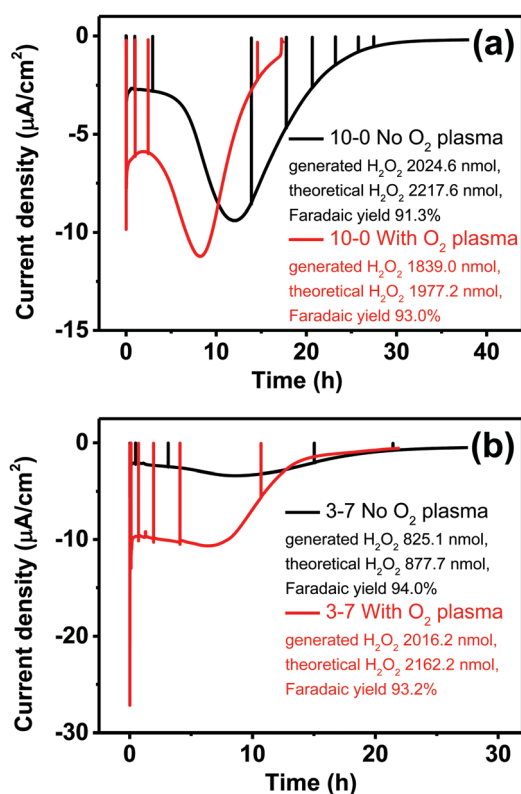 (a)
Current density (μA/cm²)
0
-5
-10
-15
10-0 No O₂ plasma
generated H₂O₂ 2024.6 nmol,
theoretical H₂O₂ 2217.6 nmol,
Faradaic yield 91.3%
10-0 With O₂ plasma
generated H₂O₂ 1839.0 nmol,
theoretical H₂O₂ 1977.2 nmol,
Faradaic yield 93.0%
0 10 20 30 40
Time (h)
(b)
Current density (μA/cm²)
0
-10
-20
-30
3-7 No O₂ plasma
generated H₂O₂ 825.1 nmol,
theoretical H₂O₂ 877.7 nmol,
Faradaic yield 94.0%
3-7 With O₂ plasma
generated H₂O₂ 2016.2 nmol,
theoretical H₂O₂ 2162.2 nmol,
Faradaic yield 93.2%
0 10 20 30
Time (h)